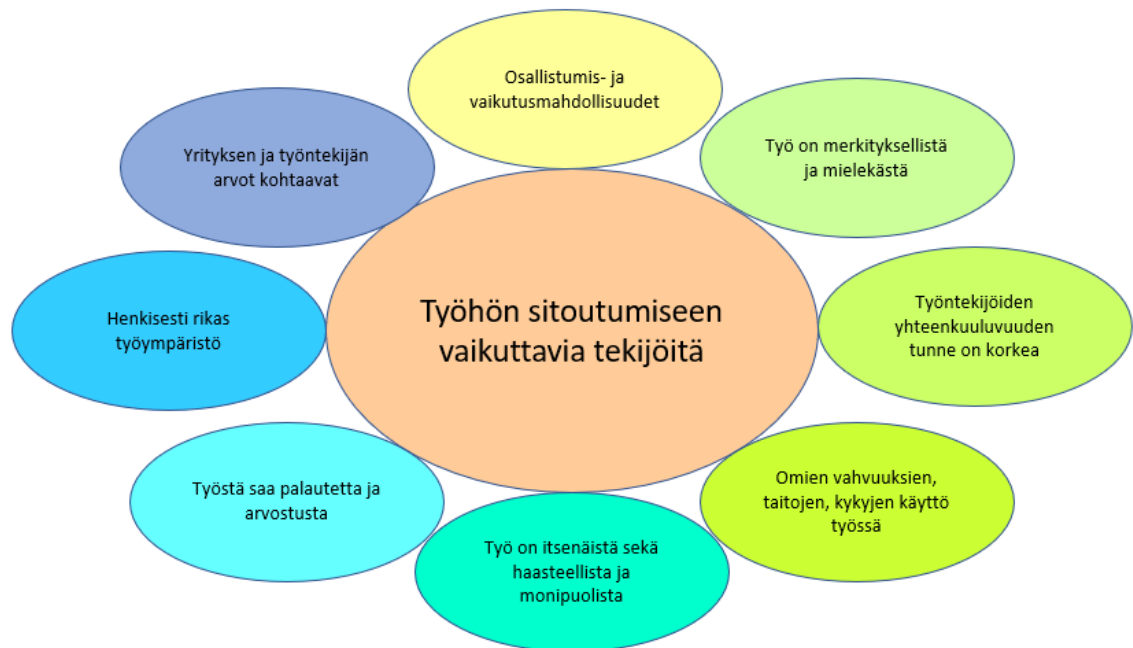 Osallistumis- ja
vaikutusmahdollisuudet
Työ on merkityksellistä
ja mielekästä
Yrityksen ja työntekijän
arvot kohtaavat
Työhön sitoutumiseen
vaikuttavia tekijöitä
Henkisesti rikas
työympäristö
Työntekijöiden
yhteenkuuluvuuden
tunne on korkea
Työstä saa palautetta ja
arvostusta
Omien vahvuuksien,
taitojen, kykyjen käyttö
työssä
Työ on itsenäistä sekä
haasteellista ja
monipuolista